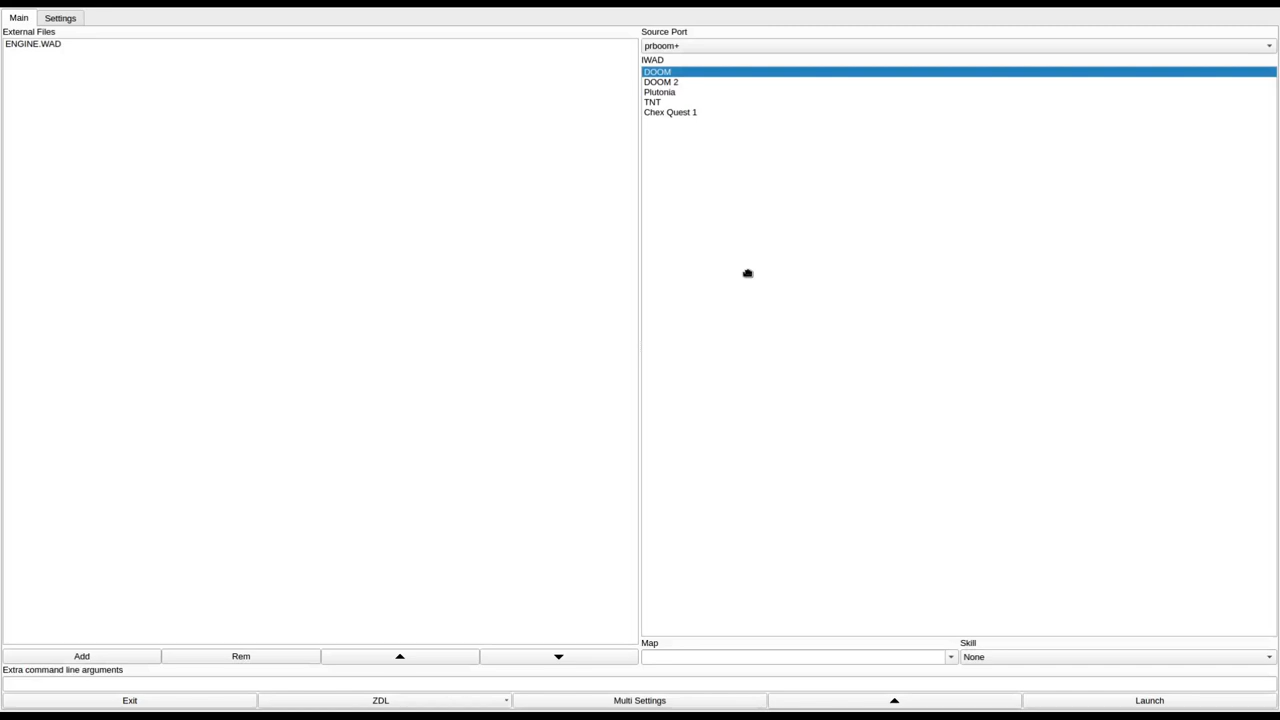 Main
Settings
External Files
ENGINE.WAD
Source Port
prboom+
IWAD
DOOM
DOOM 2
Plutonia
TNT
Chex Quest 1
Map
Skill
None
Add
Rem
Extra command line arguments
Exit
ZDL
Multi Settings
Launch